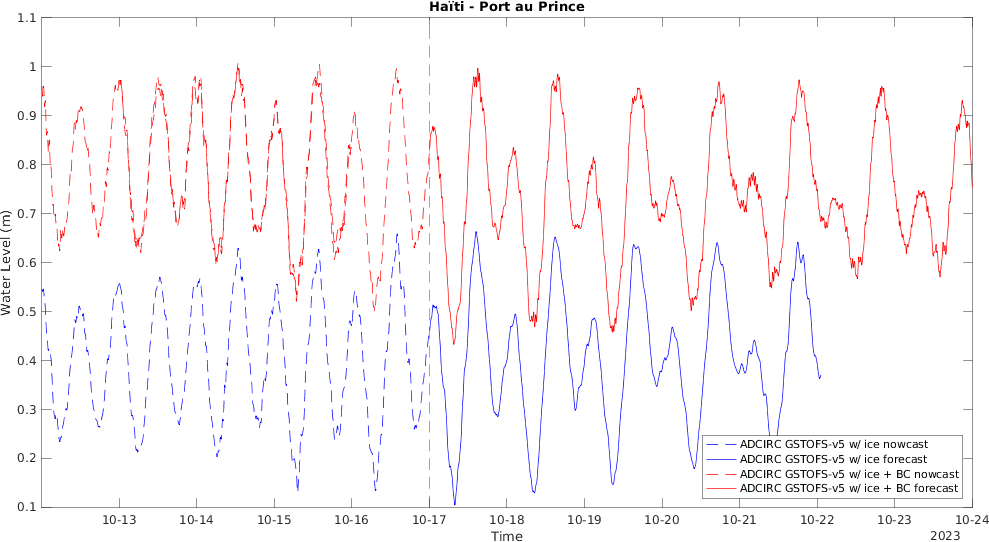 Haïti - Port au Prince
1.1
1
0.9
0.8
0.7
0.6
0.5
0.4
0.3
0.2
0.1
Water Level (m)
ADCIRC GSTOFS-v5 w/ ice nowcast
ADCIRC GSTOFS-v5 w/ ice forecast
ADCIRC GSTOFS-v5 w/ ice + BC nowcast
ADCIRC GSTOFS-v5 w/ ice + BC forecast
10-13 10-14 10-15 10-16 10-17 10-18 10-19 10-20 10-21 10-22 10-23 10-24
Time
2023